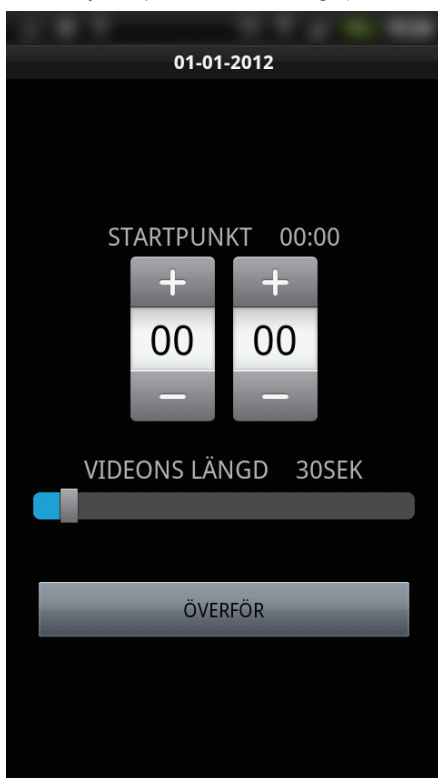 01-01-2012
STARTPUNKT 00:00
+ +
00 00
− −
VIDEONS LÄNGD 30SEK
ÖVERFÖR